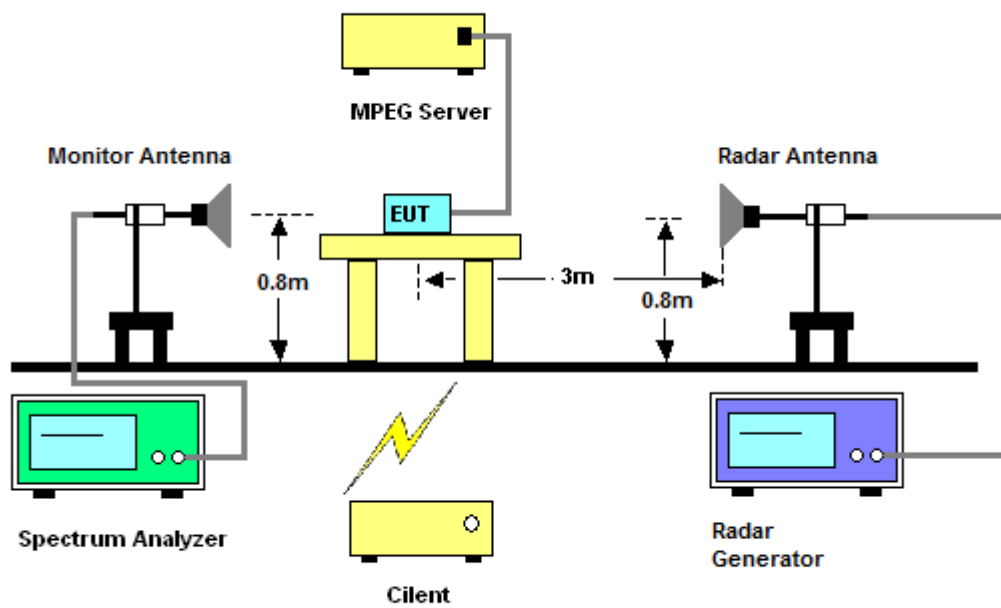 MPEG Server
Monitor Antenna
Radar Antenna
EUT
0.8m
3m
0.8m
Spectrum Analyzer
Cilent
Radar
Generator